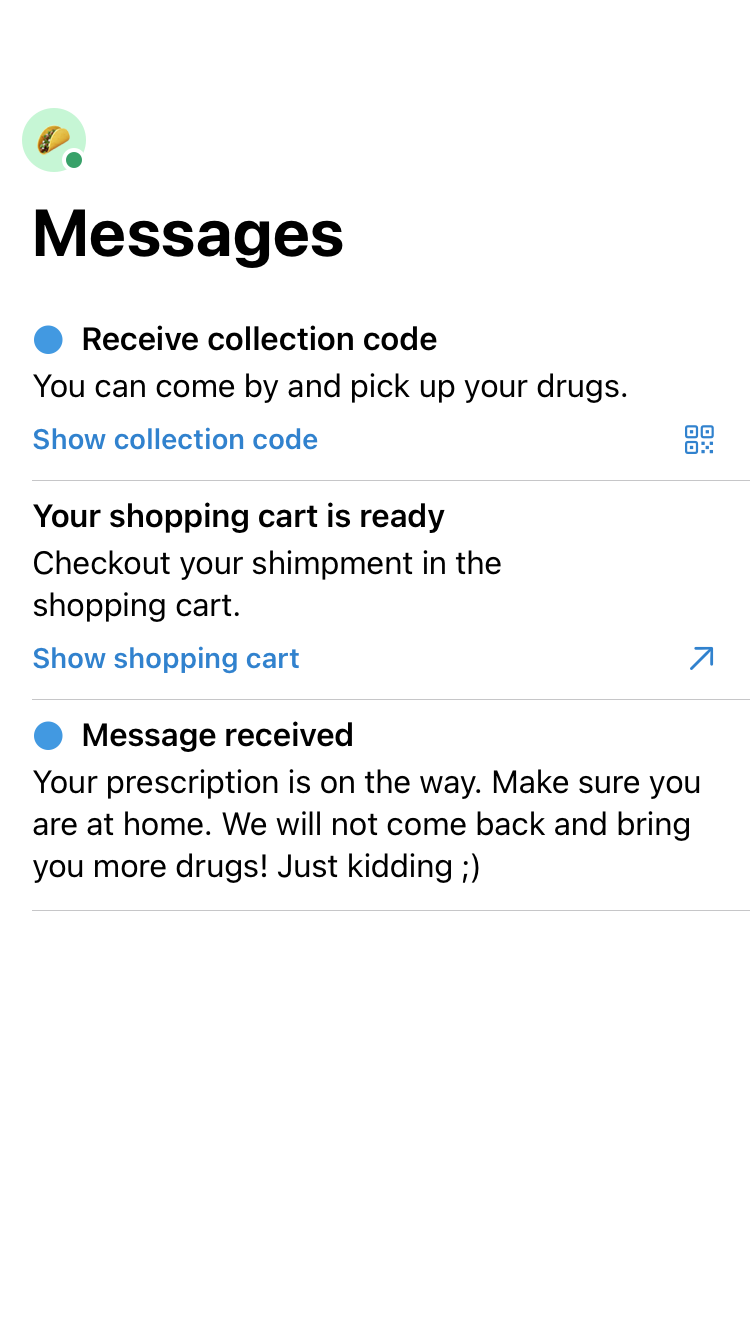 Messages
Receive collection code
You can come by and pick up your drugs.
Show collection code
Your shopping cart is ready
Checkout your shimpment in the
shopping cart.
Show shopping cart
Message received
Your prescription is on the way. Make sure you
are at home. We will not come back and bring
you more drugs! Just kidding ;)